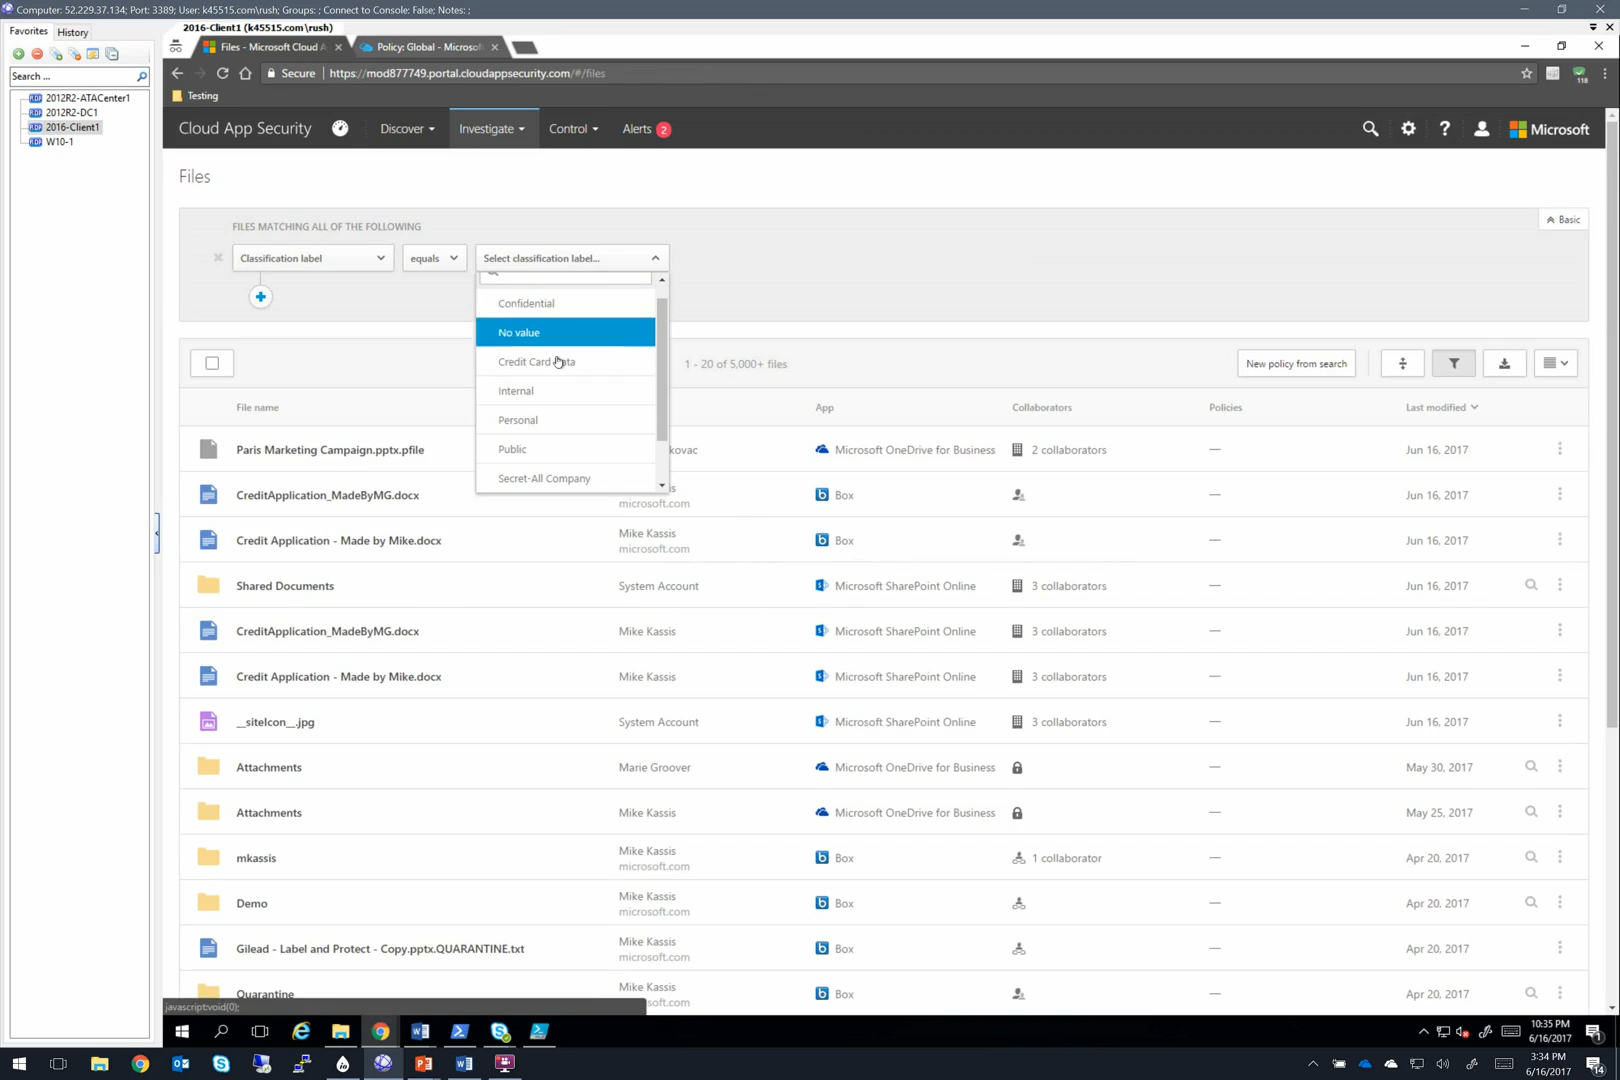 Computer: 52.229.37.134; Port: 3389; User: k45515.com\rush; Groups: ; Connect to Console: False; Notes: ;
Favorites
History
2016-Client1 (k45515.com\rush)
Files - Microsoft Cloud A
Policy: Global - Microso
Search ...
Secure
https://mod877749.portal.cloudappsecurity.com/#/files
118
Testing
2012R2-ATACenter1
2012R2-DC1
2016-Client1
W10-1
Cloud App Security
Discover
Investigate
Control
Alerts 2
Microsoft
Files
FILES MATCHING ALL OF THE FOLLOWING
Basic
Classification label
equals
Select classification label...
Confidential
No value
Credit Card
Internal
Personal
Public
Secret-All Company
1 - 20 of 5,000+ files
New policy from search
File name
App
Collaborators
Policies
Last modified
Paris Marketing Campaign.pptx.pfile
kovac
Microsoft OneDrive for Business
2 collaborators
—
Jun 16, 2017
CreditApplication_MadeByMG.docx
microsoft.com
Box
—
Jun 16, 2017
Credit Application - Made by Mike.docx
Mike Kassis
microsoft.com
Box
—
Jun 16, 2017
Shared Documents
System Account
Microsoft SharePoint Online
3 collaborators
—
Jun 16, 2017
CreditApplication_MadeByMG.docx
Mike Kassis
Microsoft SharePoint Online
3 collaborators
—
Jun 16, 2017
Credit Application - Made by Mike.docx
Mike Kassis
Microsoft SharePoint Online
3 collaborators
—
Jun 16, 2017
__siteIcon__.jpg
System Account
Microsoft SharePoint Online
3 collaborators
—
Jun 16, 2017
Attachments
Marie Groover
Microsoft OneDrive for Business
—
May 30, 2017
Attachments
Mike Kassis
Microsoft OneDrive for Business
—
May 25, 2017
mkassis
Mike Kassis
microsoft.com
Box
1 collaborator
—
Apr 20, 2017
Demo
Mike Kassis
microsoft.com
Box
—
Apr 20, 2017
Gilead - Label and Protect - Copy.pptx.QUARANTINE.txt
Mike Kassis
microsoft.com
Box
—
Apr 20, 2017
Quarantine
Mike Kassis
Box
—
Apr 20, 2017
javascript:void(0);
10:35 PM
6/16/2017
1
3:34 PM
6/16/2017
14